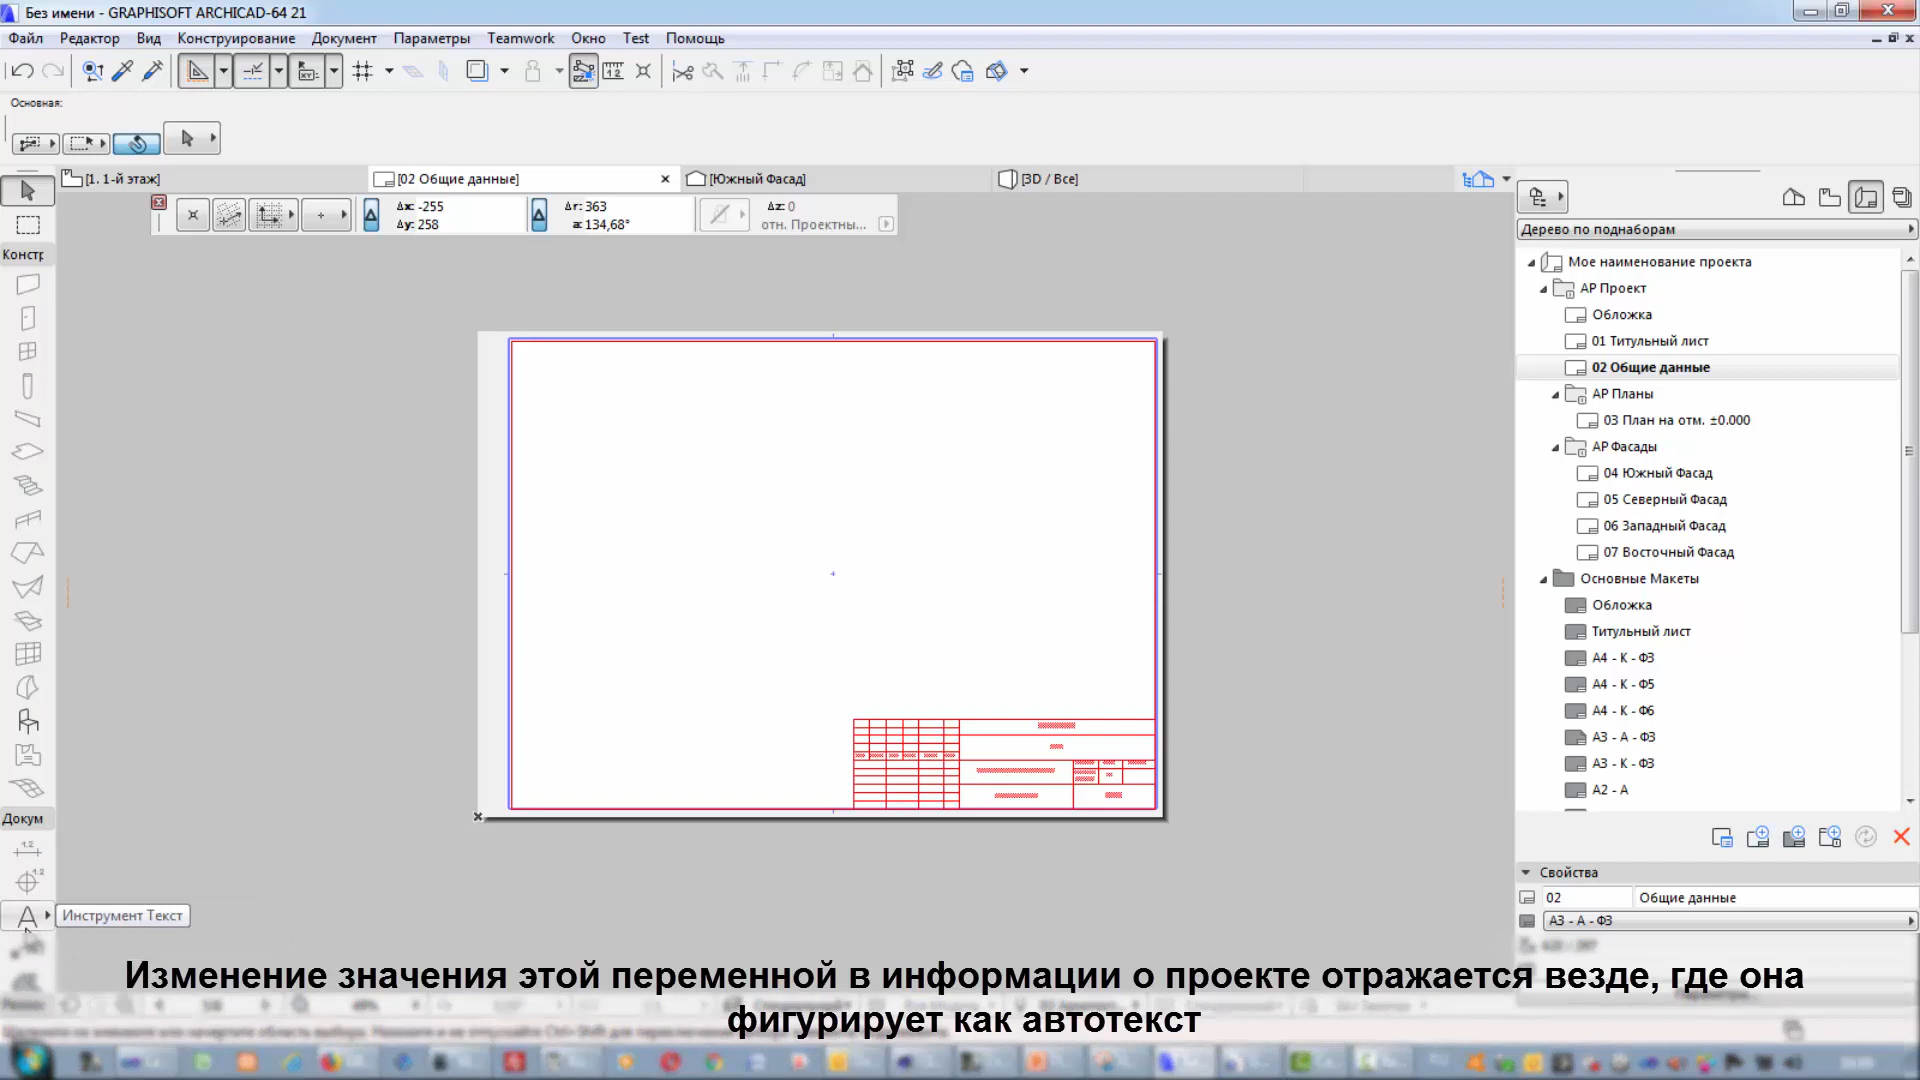 Без имени - GRAPHISOFT ARCHICAD-64 21
Файл Редактор Вид Конструирование Документ Параметры Teamwork Окно Test Помощь
Основная:
[1. 1-й этаж] [02 Общие данные] [Южный Фасад] [3D / Все]
Δx: -255 Δr: 363 Δz: 0
Δy: 258 a: 134,68° отн. Проектны...
Констр
Дерево по поднаборам
Мое наименование проекта
АР Проект
Обложка
01 Титульный лист
02 Общие данные
АР Планы
03 План на отм. ±0.000
АР Фасады
04 Южный Фасад
05 Северный Фасад
06 Западный Фасад
07 Восточный Фасад
Основные Макеты
Обложка
Титульный лист
А4 - К - Ф3
А4 - К - Ф5
А4 - К - Ф6
А3 - А - Ф3
А3 - К - Ф3
А2 - А
Докум
Свойства
02 Общие данные
А3 - А - Ф3
Инструмент Текст
Изменение значения этой переменной в информации о проекте отражается везде, где она
фигурирует как автотекст